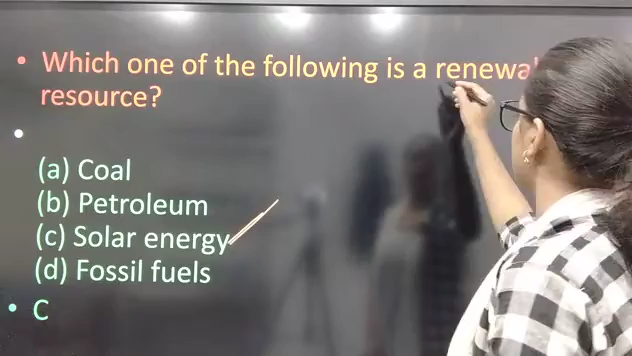 • Which one of the following is a
resource?
•
(a) Coal
(b) Petroleum
(c) Solar energy
(d) Fossil fuels
• C